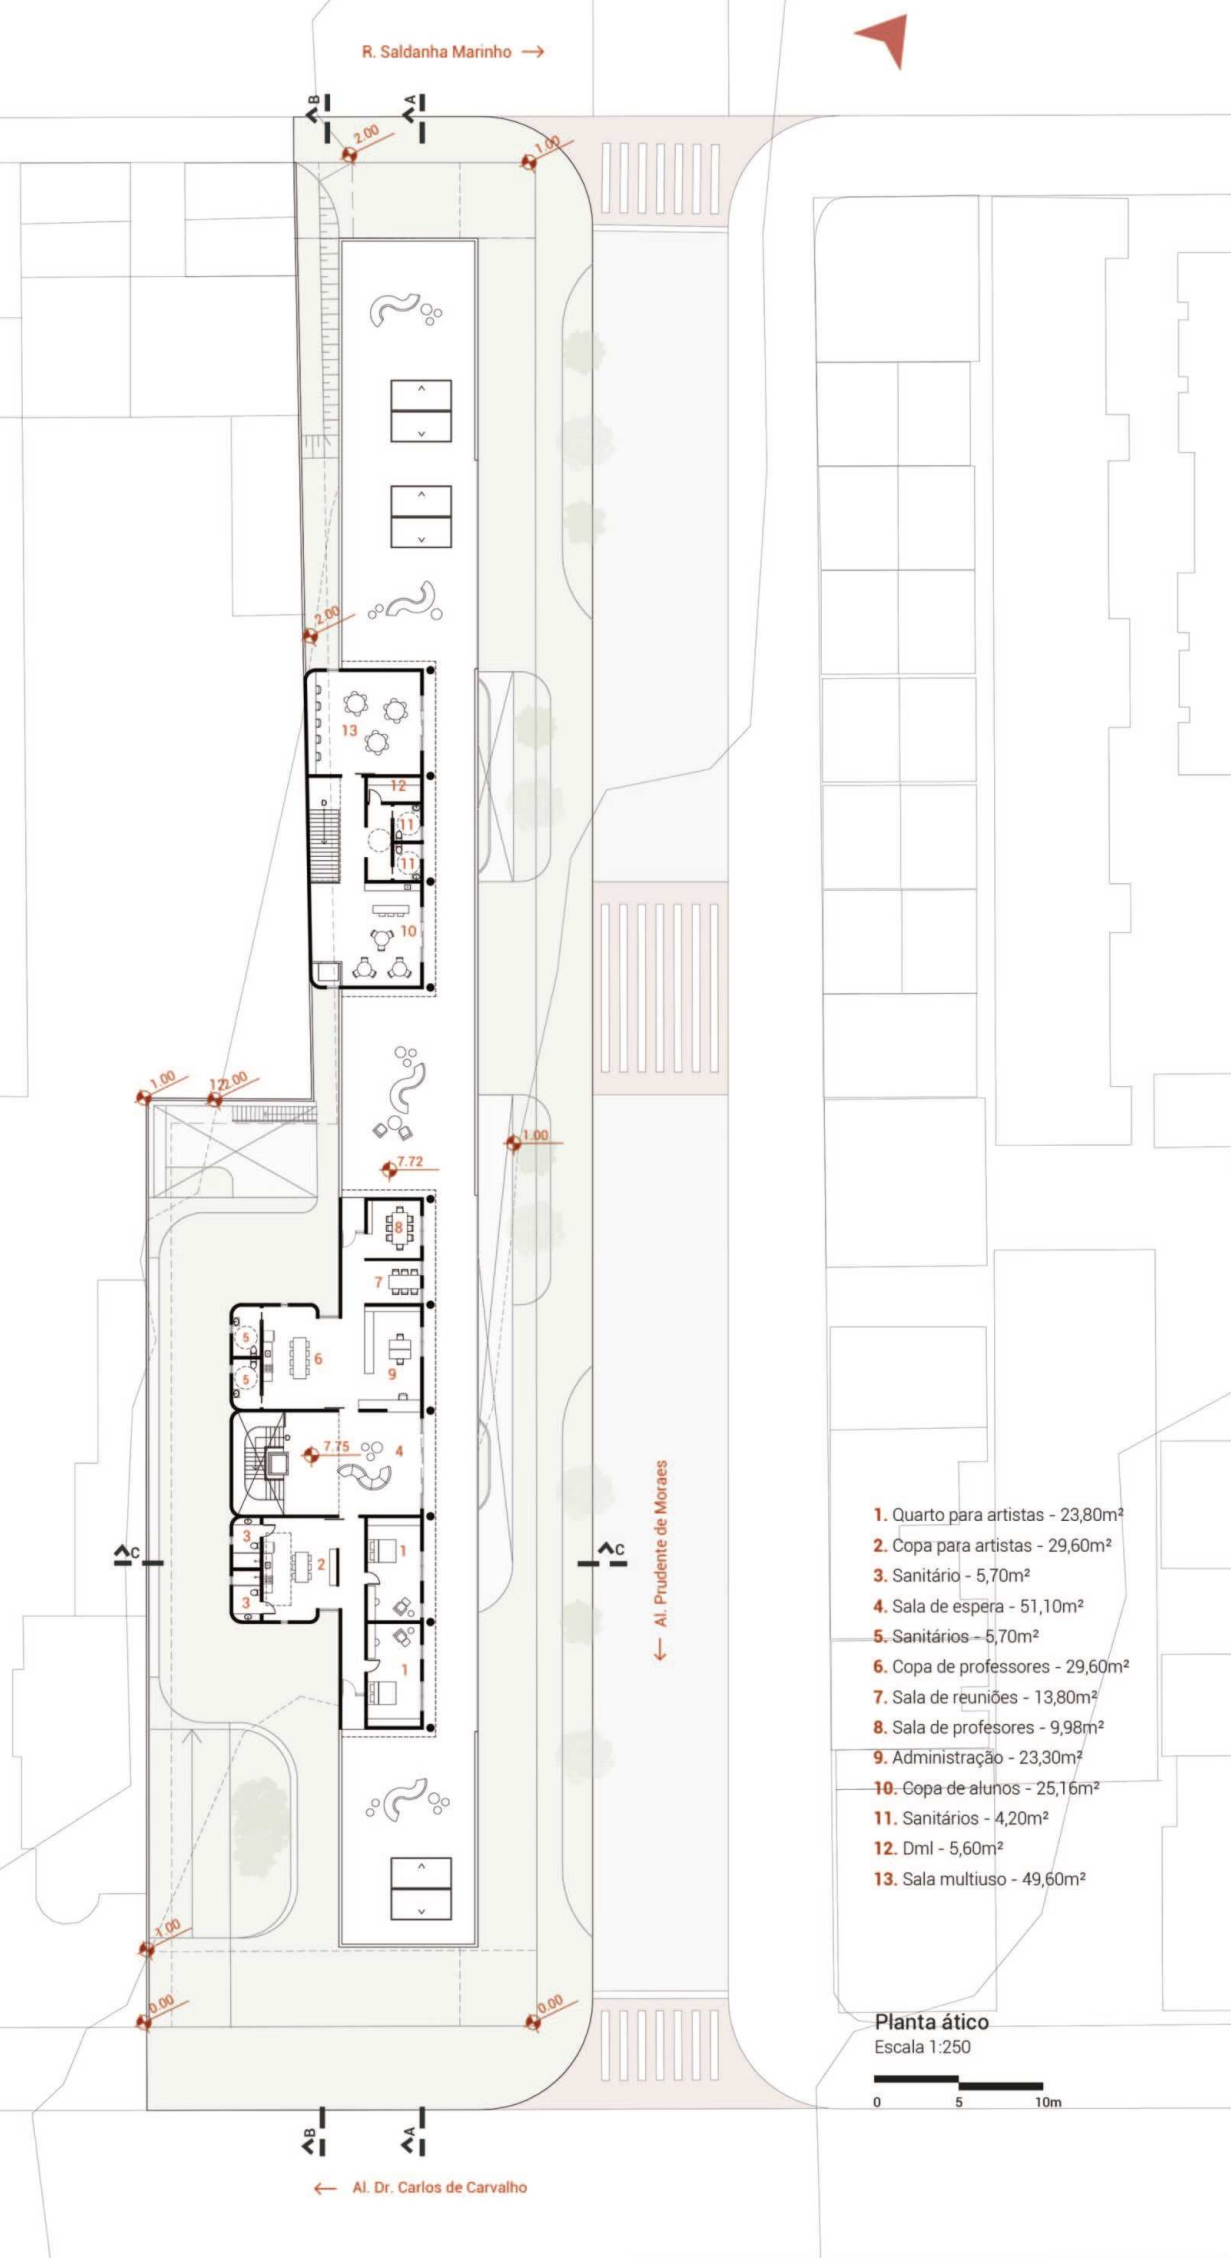 R. Saldanha Marinho →
B
A
2.00
1.00
2.00
13
12
D
11
11
10
1.00
2.00
1.00
7.72
8
7
5
6
5
9
D
7.75
4
3
2
1
3
1
C
C
← Al. Prudente de Moraes
1. Quarto para artistas - 23,80m²
2. Copa para artistas - 29,60m²
3. Sanitário - 5,70m²
4. Sala de espera - 51,10m²
5. Sanitários - 5,70m²
6. Copa de professores - 29,60m²
7. Sala de reuniões - 13,80m²
8. Sala de profesores - 9,98m²
9. Administração - 23,30m²
10. Copa de alunos - 25,16m²
11. Sanitários - 4,20m²
12. Dml - 5,60m²
13. Sala multiuso - 49,60m²
1.00
0.00
0.00
Planta ático
Escala 1:250
0 5 10m
B
A
← Al. Dr. Carlos de Carvalho